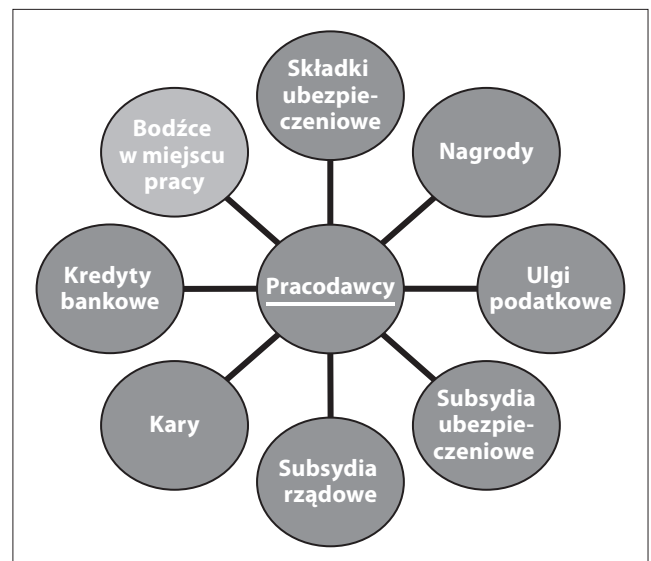 Składki
ubezpie-
czeniowe
Nagrody
Ulgi
podatkowe
Subsydia
ubezpie-
czeniowe
Subsydia
rządowe
Kary
Kredyty
bankowe
Bodźce
w miejscu
pracy
Pracodawcy